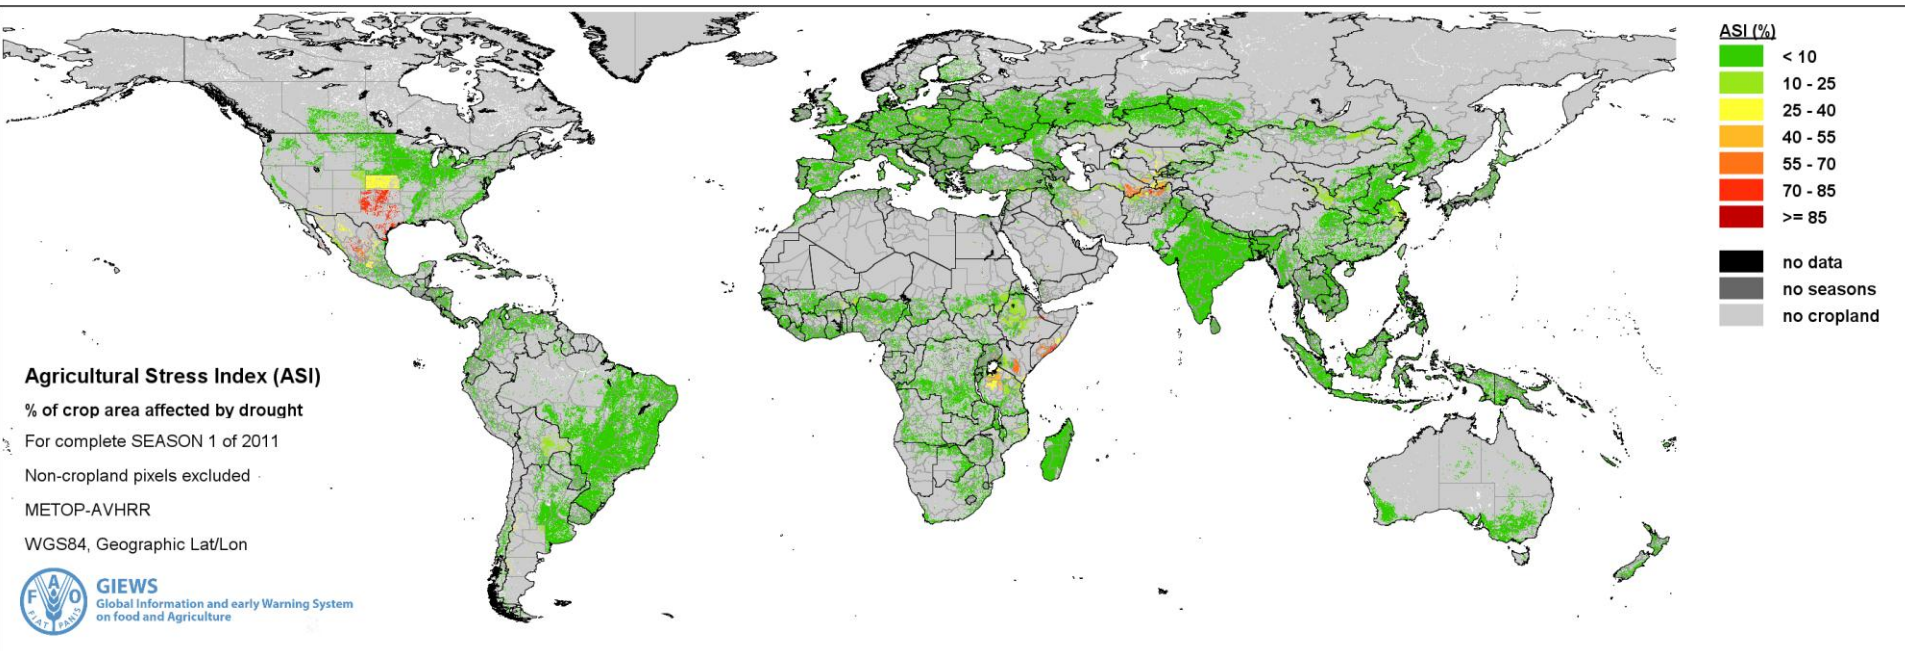 Agricultural Stress Index (ASI)
% of crop area affected by drought
For complete SEASON 1 of 2011
Non-cropland pixels excluded
METOP-AVHRR
WGS84, Geographic Lat/Lon
F A O
FIAT PANIS
GIEWS
Global Information and early Warning System
on food and Agriculture
ASI (%)
< 10
10 - 25
25 - 40
40 - 55
55 - 70
70 - 85
>= 85
no data
no seasons
no cropland